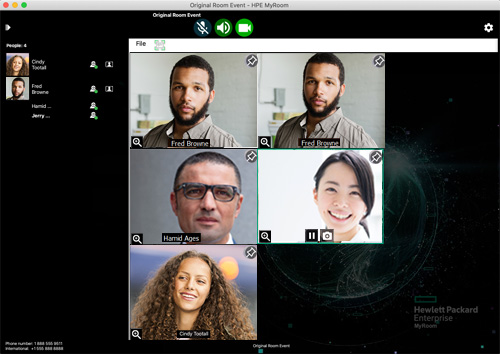 Original Room Event - HPE MyRoom
Original Room Event
People: 4
File
Cindy
Tootall
Fred
Browne
Hamid ...
Jerry ...
Fred Browne
Fred Browne
Hamid Ages
Cindy Tootall
Hewlett Packard
Enterprise
MyRoom
Phone number: 1 888 555 9511
International: +1 555 888 8888
Original Room Event